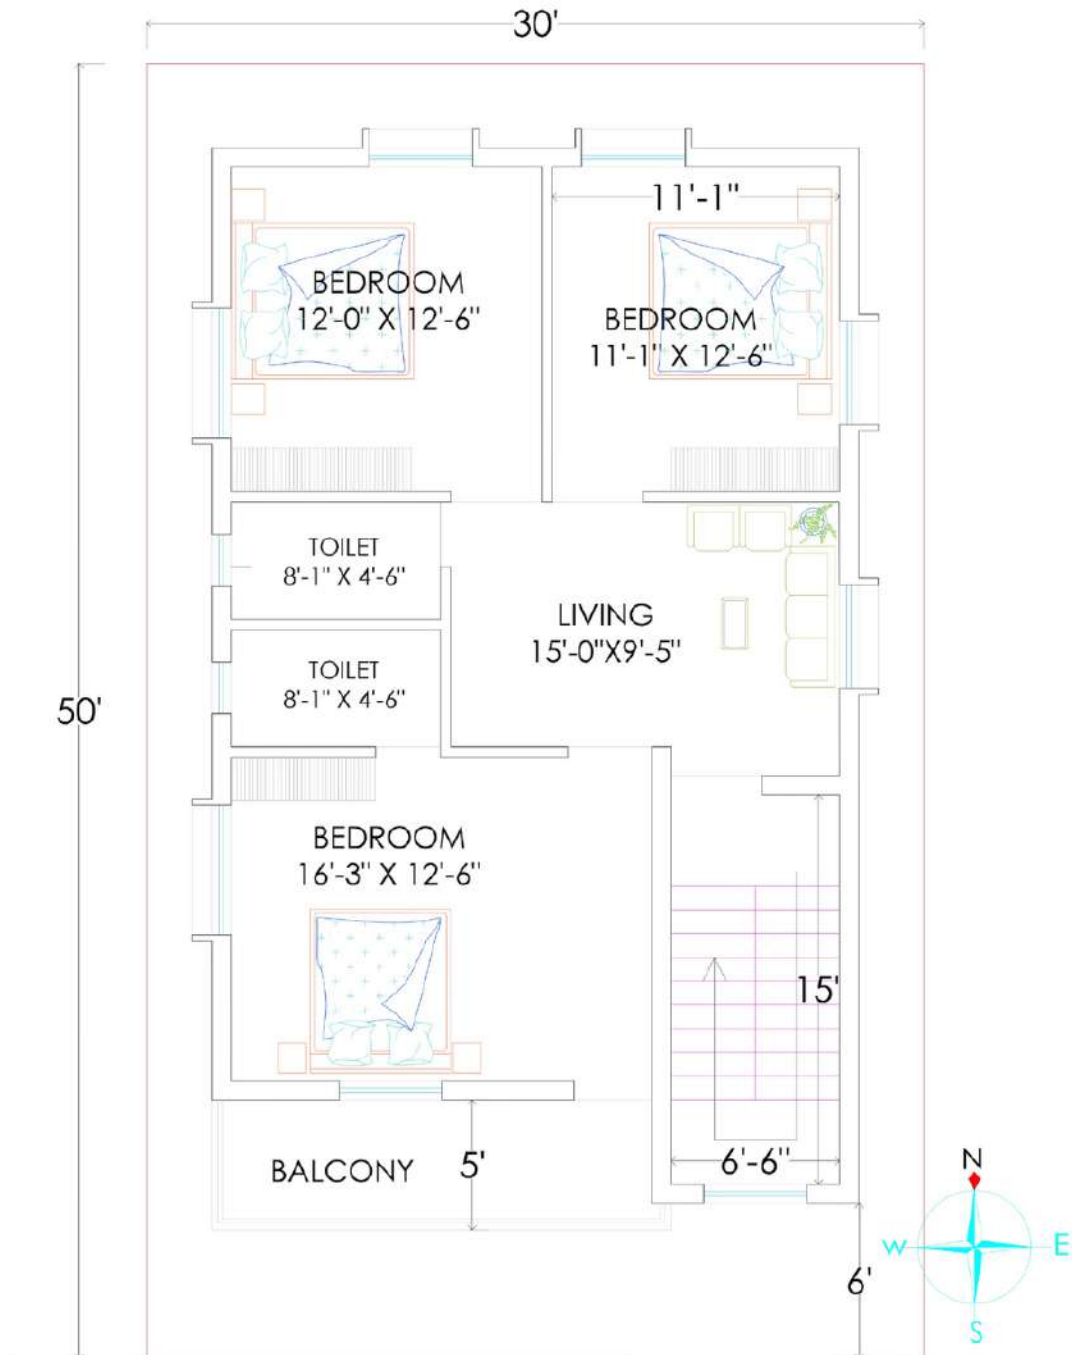 30'
11'-1"
BEDROOM
12'-0" X 12'-6"
BEDROOM
11'-1" X 12'-6"
TOILET
8'-1" X 4'-6"
LIVING
15'-0"X9'-5"
TOILET
8'-1" X 4'-6"
50'
BEDROOM
16'-3" X 12'-6"
15'
BALCONY
5'
6'-6"
N
W
E
S
6'